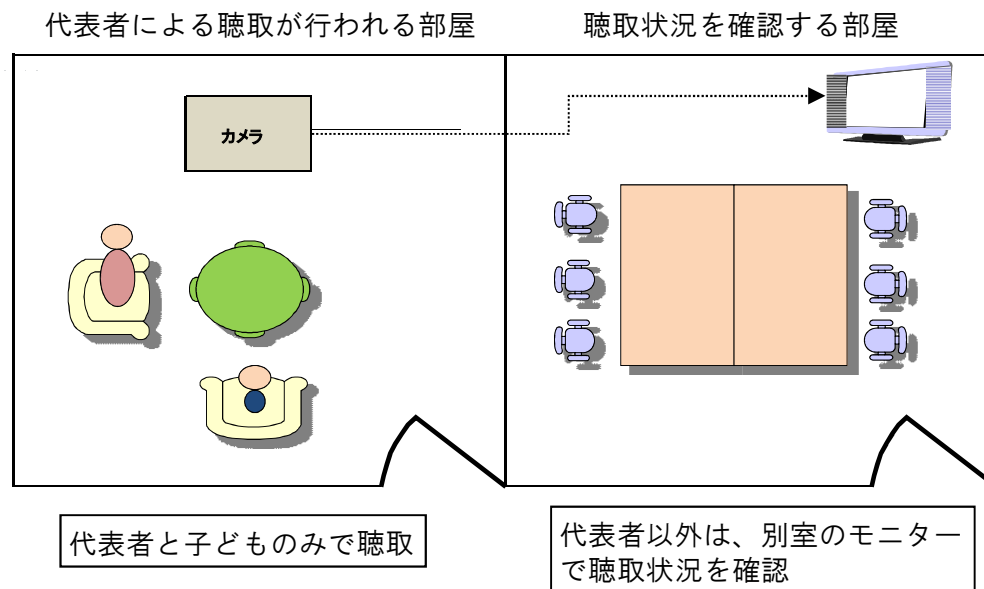 代表者による聴取が行われる部屋
聴取状況を確認する部屋
カメラ
代表者と子どものみで聴取
代表者以外は、別室のモニター
で聴取状況を確認